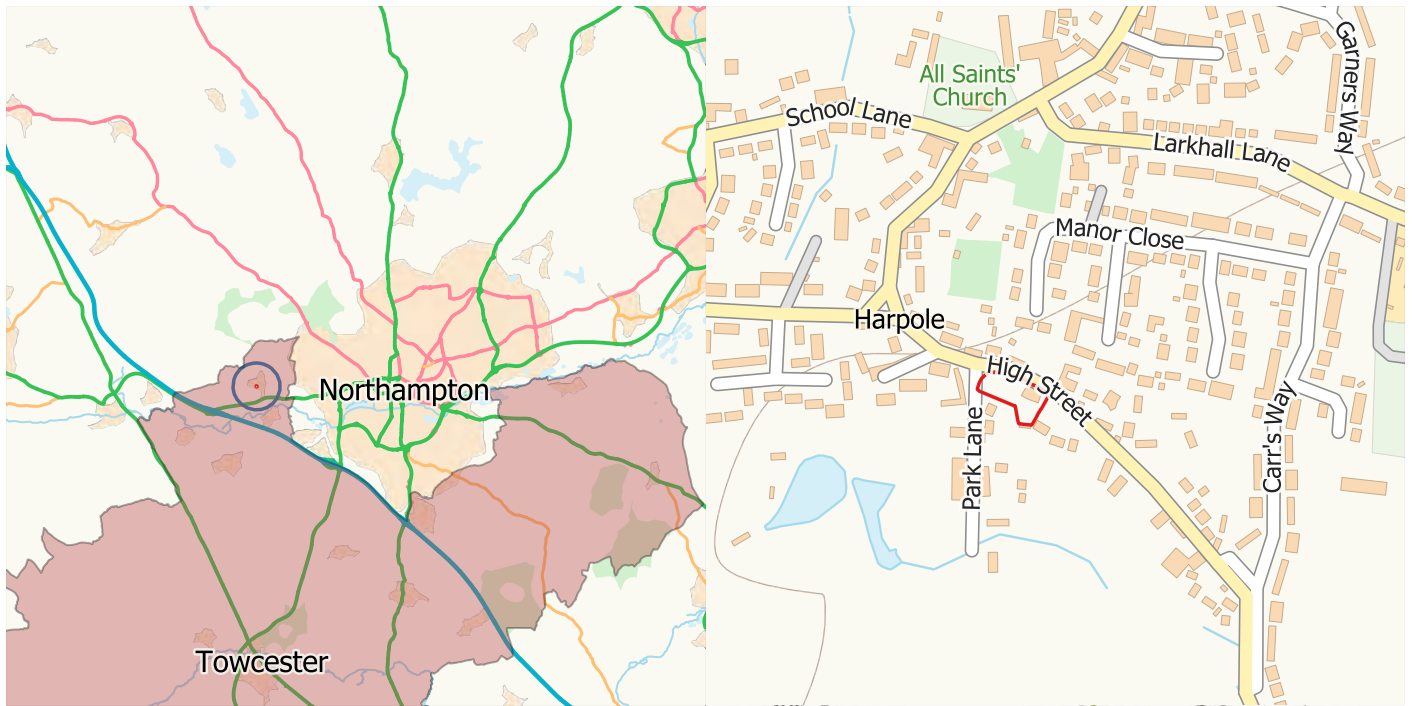 Northampton
Towcester
All Saints'
Church
School Lane
Garners Way
Larkhall Lane
Manor Close
Harpole
High Street
Park Lane
Carr's Way